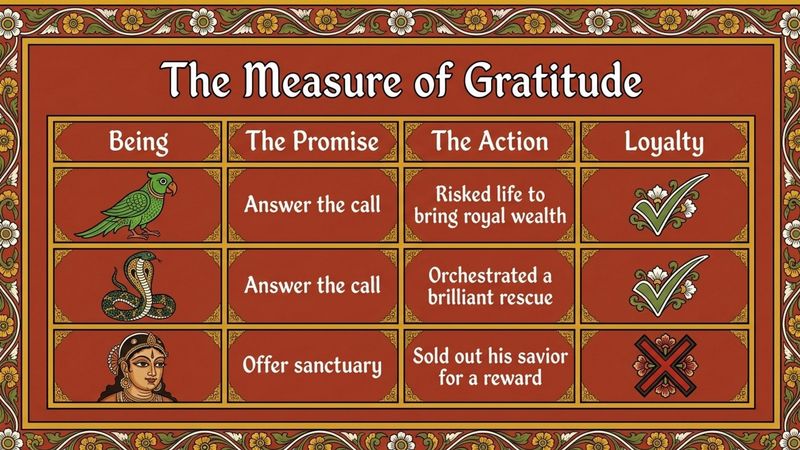 The Measure of Gratitude
Being
The Promise
The Action
Loyalty
Answer the call
Risked life to
bring royal wealth
Answer the call
Orchestrated a
brilliant rescue
Offer sanctuary
Sold out his savior
for a reward